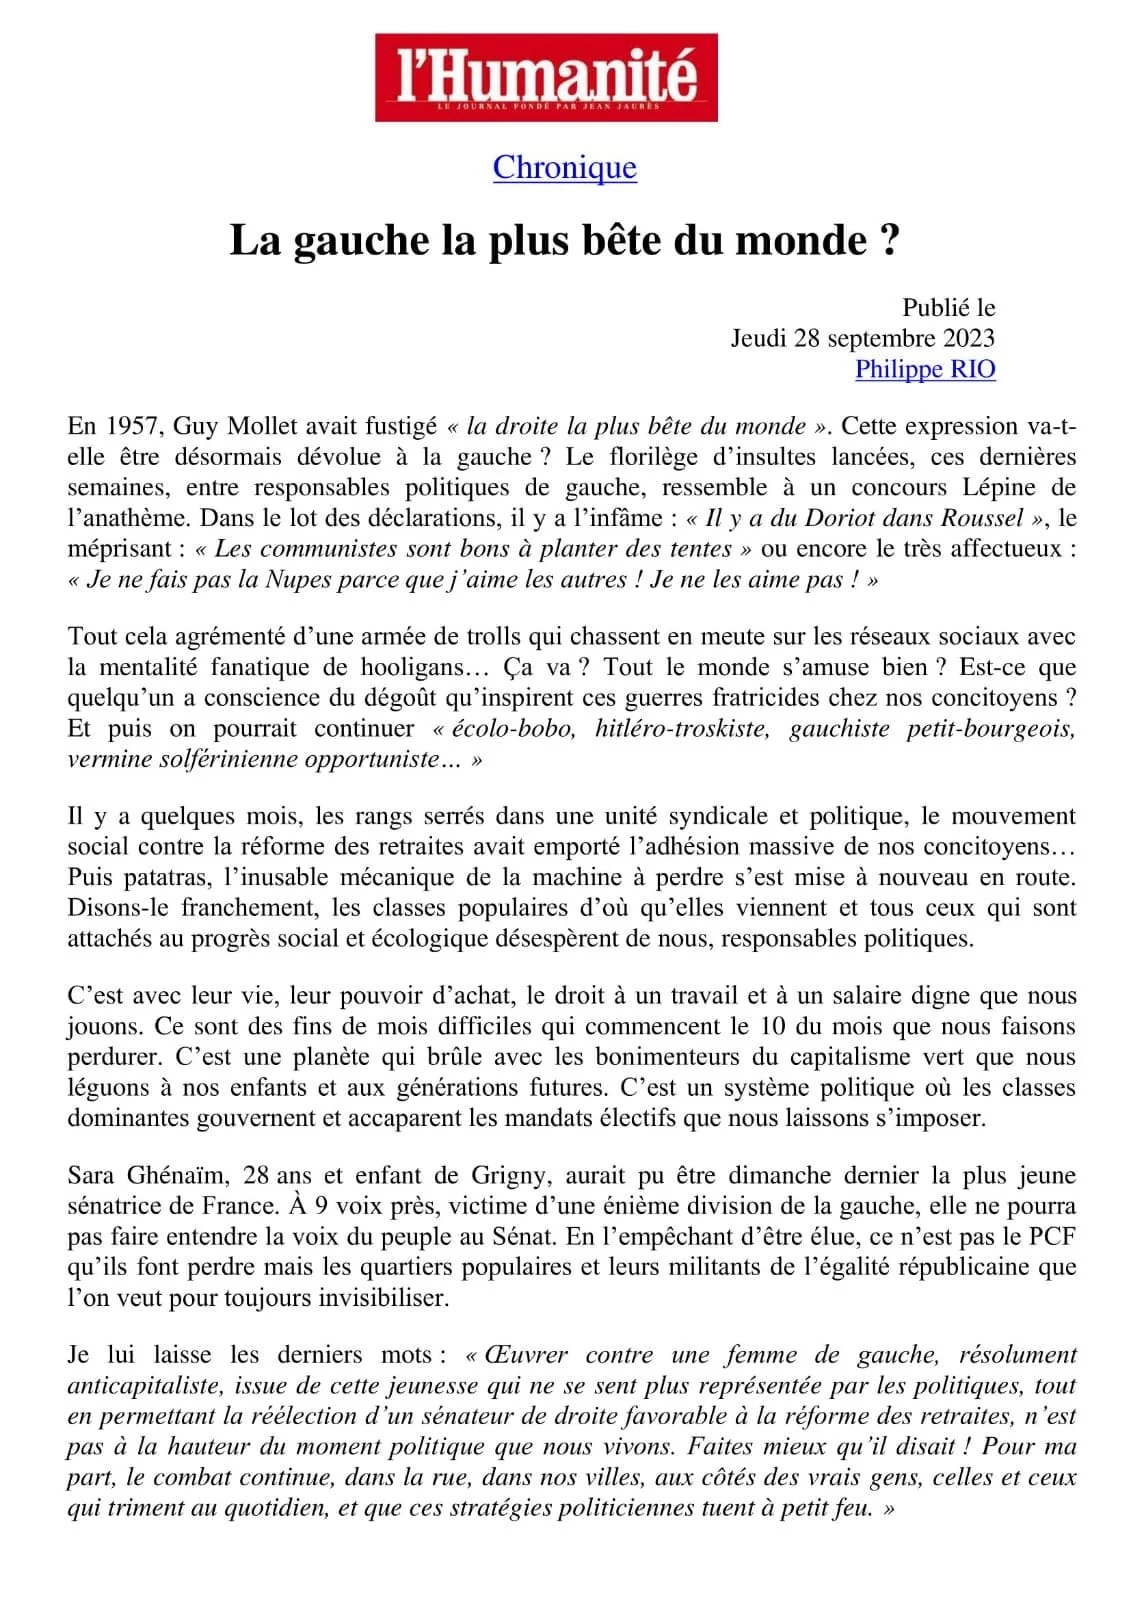 l'Humanité
LE JOURNAL FONDÉ PAR JEAN JAURÈS
Chronique
La gauche la plus bête du monde ?
Publié le
Jeudi 28 septembre 2023
Philippe RIO
En 1957, Guy Mollet avait fustigé « la droite la plus bête du monde ». Cette expression va-t-
elle être désormais dévolue à la gauche ? Le florilège d’insultes lancées, ces dernières
semaines, entre responsables politiques de gauche, ressemble à un concours Lépine de
l’anathème. Dans le lot des déclarations, il y a l’infâme : « Il y a du Doriot dans Roussel », le
méprisant : « Les communistes sont bons à planter des tentes » ou encore le très affectueux :
« Je ne fais pas la Nupes parce que j’aime les autres ! Je ne les aime pas ! »
Tout cela agrémenté d’une armée de trolls qui chassent en meute sur les réseaux sociaux avec
la mentalité fanatique de hooligans… Ça va ? Tout le monde s’amuse bien ? Est-ce que
quelqu’un a conscience du dégoût qu’inspirent ces guerres fratricides chez nos concitoyens ?
Et puis on pourrait continuer « écolo-bobo, hitléro-troskiste, gauchiste petit-bourgeois,
vermine solférinienne opportuniste… »
Il y a quelques mois, les rangs serrés dans une unité syndicale et politique, le mouvement
social contre la réforme des retraites avait emporté l’adhésion massive de nos concitoyens…
Puis patatras, l’inusable mécanique de la machine à perdre s’est mise à nouveau en route.
Disons-le franchement, les classes populaires d’où qu’elles viennent et tous ceux qui sont
attachés au progrès social et écologique désespèrent de nous, responsables politiques.
C’est avec leur vie, leur pouvoir d’achat, le droit à un travail et à un salaire digne que nous
jouons. Ce sont des fins de mois difficiles qui commencent le 10 du mois que nous faisons
perdurer. C’est une planète qui brûle avec les bonimenteurs du capitalisme vert que nous
léguons à nos enfants et aux générations futures. C’est un système politique où les classes
dominantes gouvernent et accaparent les mandats électifs que nous laissons s’imposer.
Sara Ghénaïm, 28 ans et enfant de Grigny, aurait pu être dimanche dernier la plus jeune
sénatrice de France. À 9 voix près, victime d’une énième division de la gauche, elle ne pourra
pas faire entendre la voix du peuple au Sénat. En l’empêchant d’être élue, ce n’est pas le PCF
qu’ils font perdre mais les quartiers populaires et leurs militants de l’égalité républicaine que
l’on veut pour toujours invisibiliser.
Je lui laisse les derniers mots : « Œuvrer contre une femme de gauche, résolument
anticapitaliste, issue de cette jeunesse qui ne se sent plus représentée par les politiques, tout
en permettant la réélection d’un sénateur de droite favorable à la réforme des retraites, n’est
pas à la hauteur du moment politique que nous vivons. Faites mieux qu’il disait ! Pour ma
part, le combat continue, dans la rue, dans nos villes, aux côtés des vrais gens, celles et ceux
qui triment au quotidien, et que ces stratégies politiciennes tuent à petit feu. »